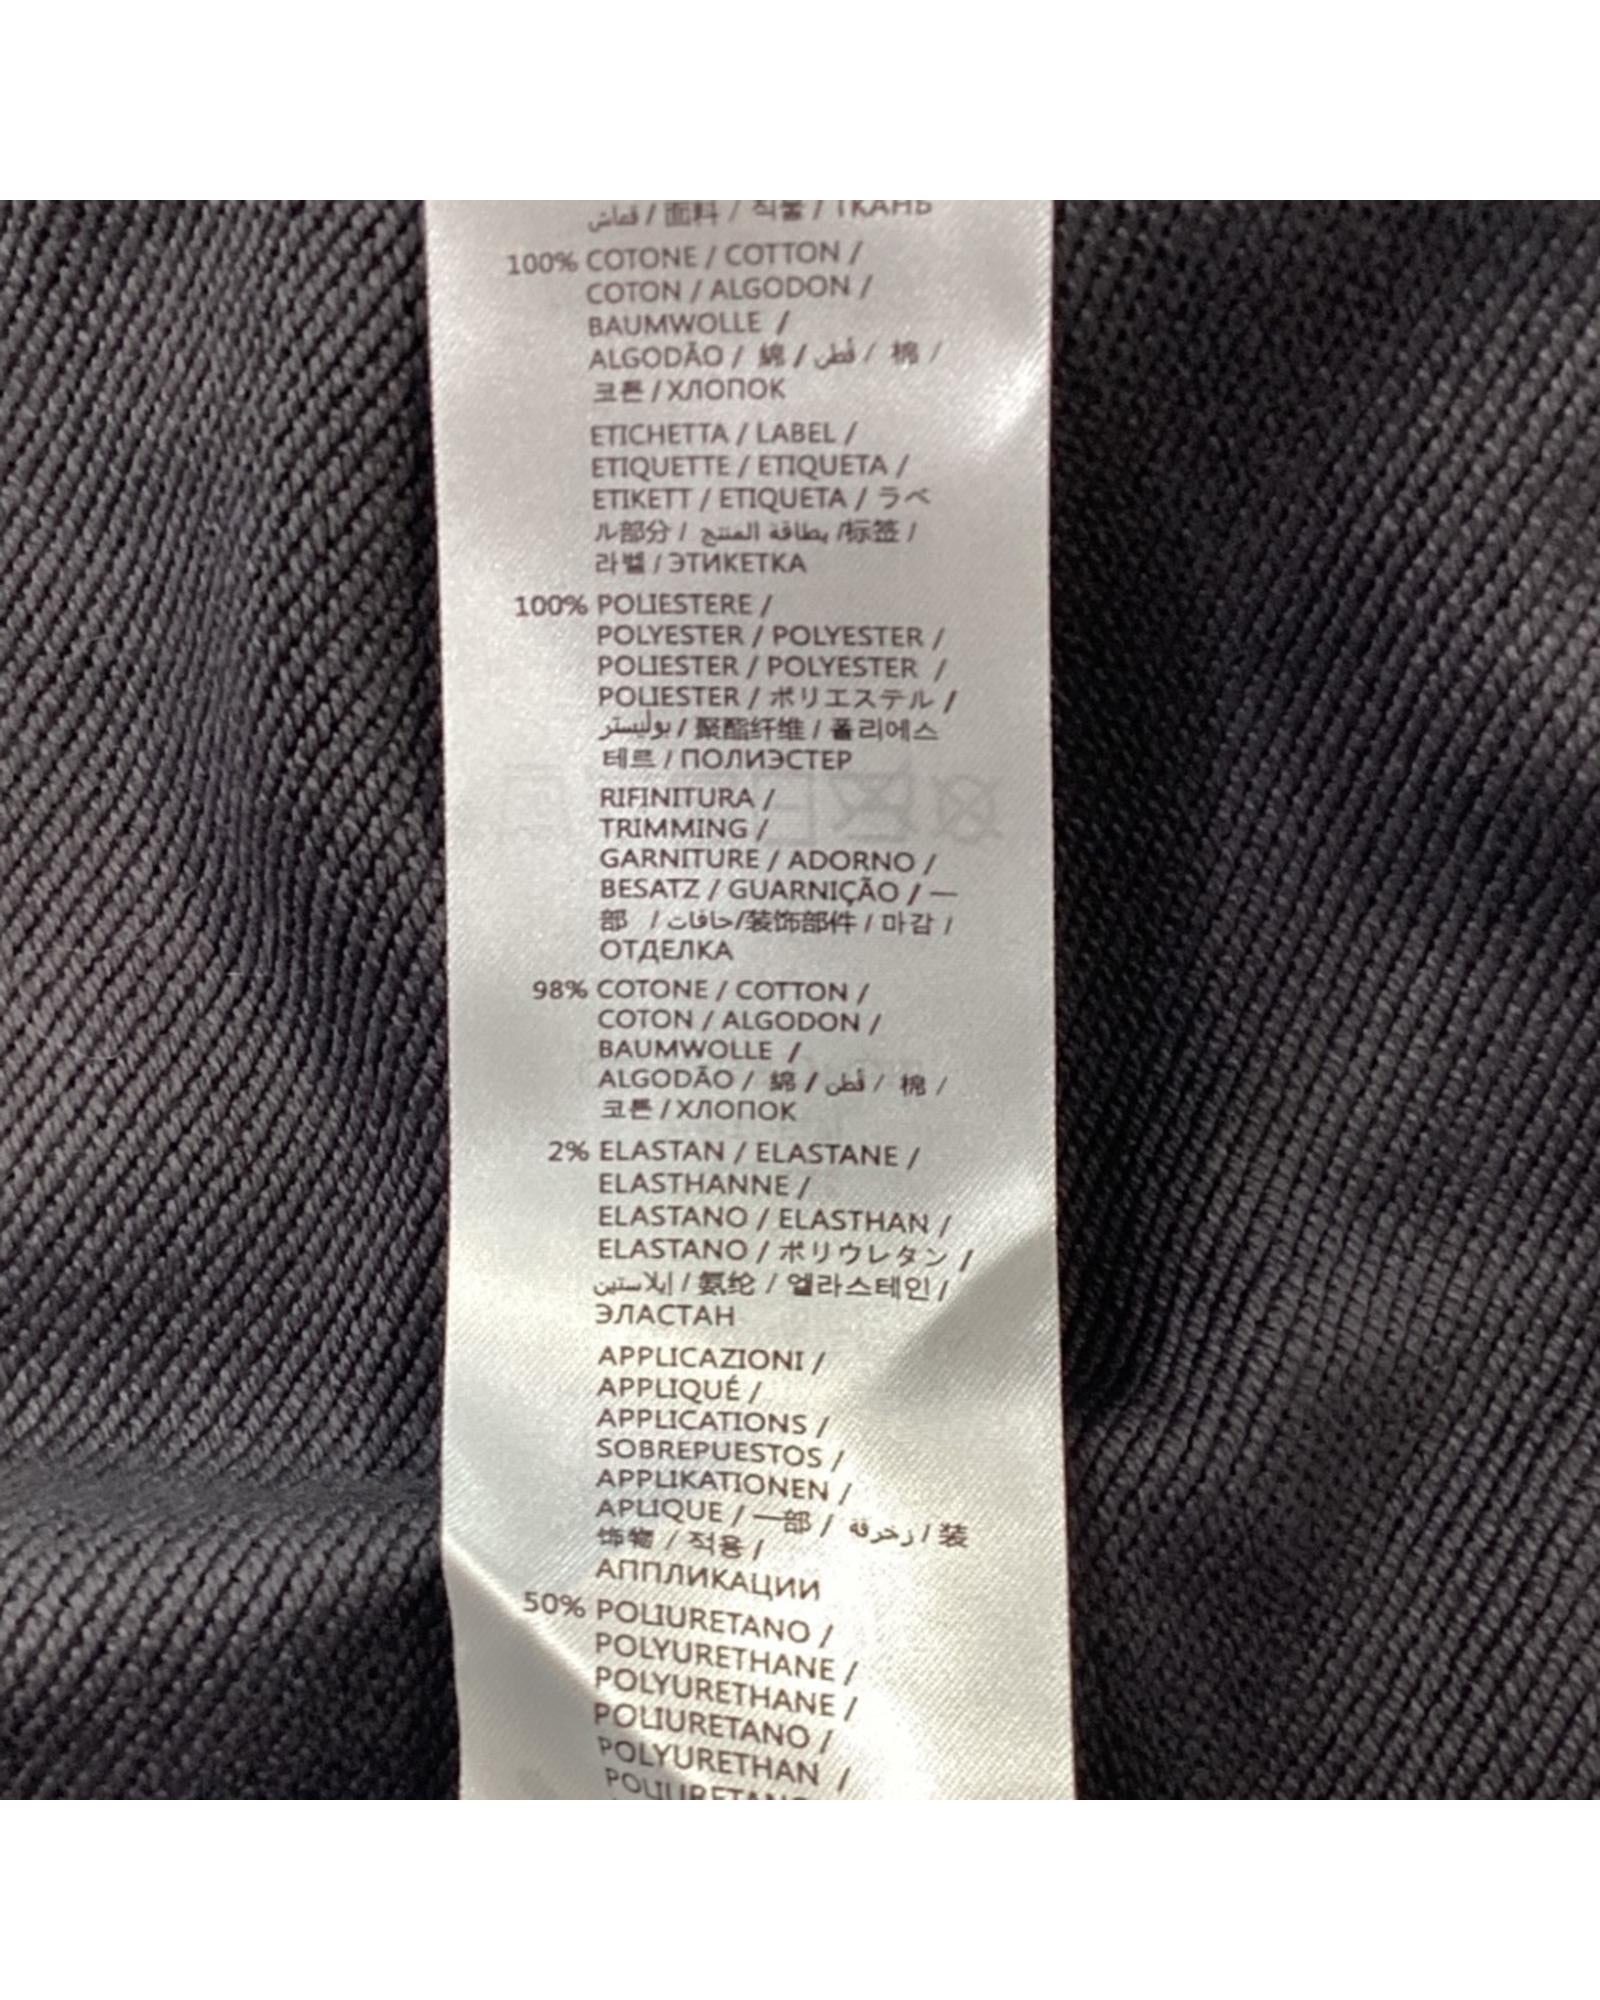 قماش / 面料 / 직물 / ТКАНЬ
100% COTONE / COTTON /
COTON / ALGODON /
BAUMWOLLE /
ALGODÃO / 綿 / قُطن / 棉 /
코튼 / ХЛОПОК
ETICHETTA / LABEL /
ETIQUETTE / ETIQUETA /
ETIKETT / ETIQUETA / ラベ
ル部分 / بطاقة المنتج /标签 /
라벨 / ЭТИКЕТКА
100% POLIESTERE /
POLYESTER / POLYESTER /
POLIESTER / POLYESTER /
POLIESTER / ポリエステル /
بوليستر / 聚酯纤维 / 폴리에스
테르 / ПОЛИЭСТЕР
RIFINITURA /
TRIMMING /
GARNITURE / ADORNO /
BESATZ / GUARNIÇÃO / 一
部 / حافات/装饰部件 / 마감 /
ОТДЕЛКА
98% COTONE / COTTON /
COTON / ALGODON /
BAUMWOLLE /
ALGODÃO / 綿 / قُطن / 棉 /
코튼 / ХЛОПОК
2% ELASTAN / ELASTANE /
ELASTHANNE /
ELASTANO / ELASTHAN /
ELASTANO / ポリウレタン /
إيلاستين / 氨纶 / 엘라스테인 /
ЭЛАСТАН
APPLICAZIONI /
APPLIQUÉ /
APPLICATIONS /
SOBREPUESTOS /
APPLIKATIONEN /
APLIQUE / 一部 / زخرفة / 装
饰物 / 적용 /
АППЛИКАЦИИ
50% POLIURETANO /
POLYURETHANE /
POLYURETHANE /
POLIURETANO /
POLYURETHAN /
POLIURETANO